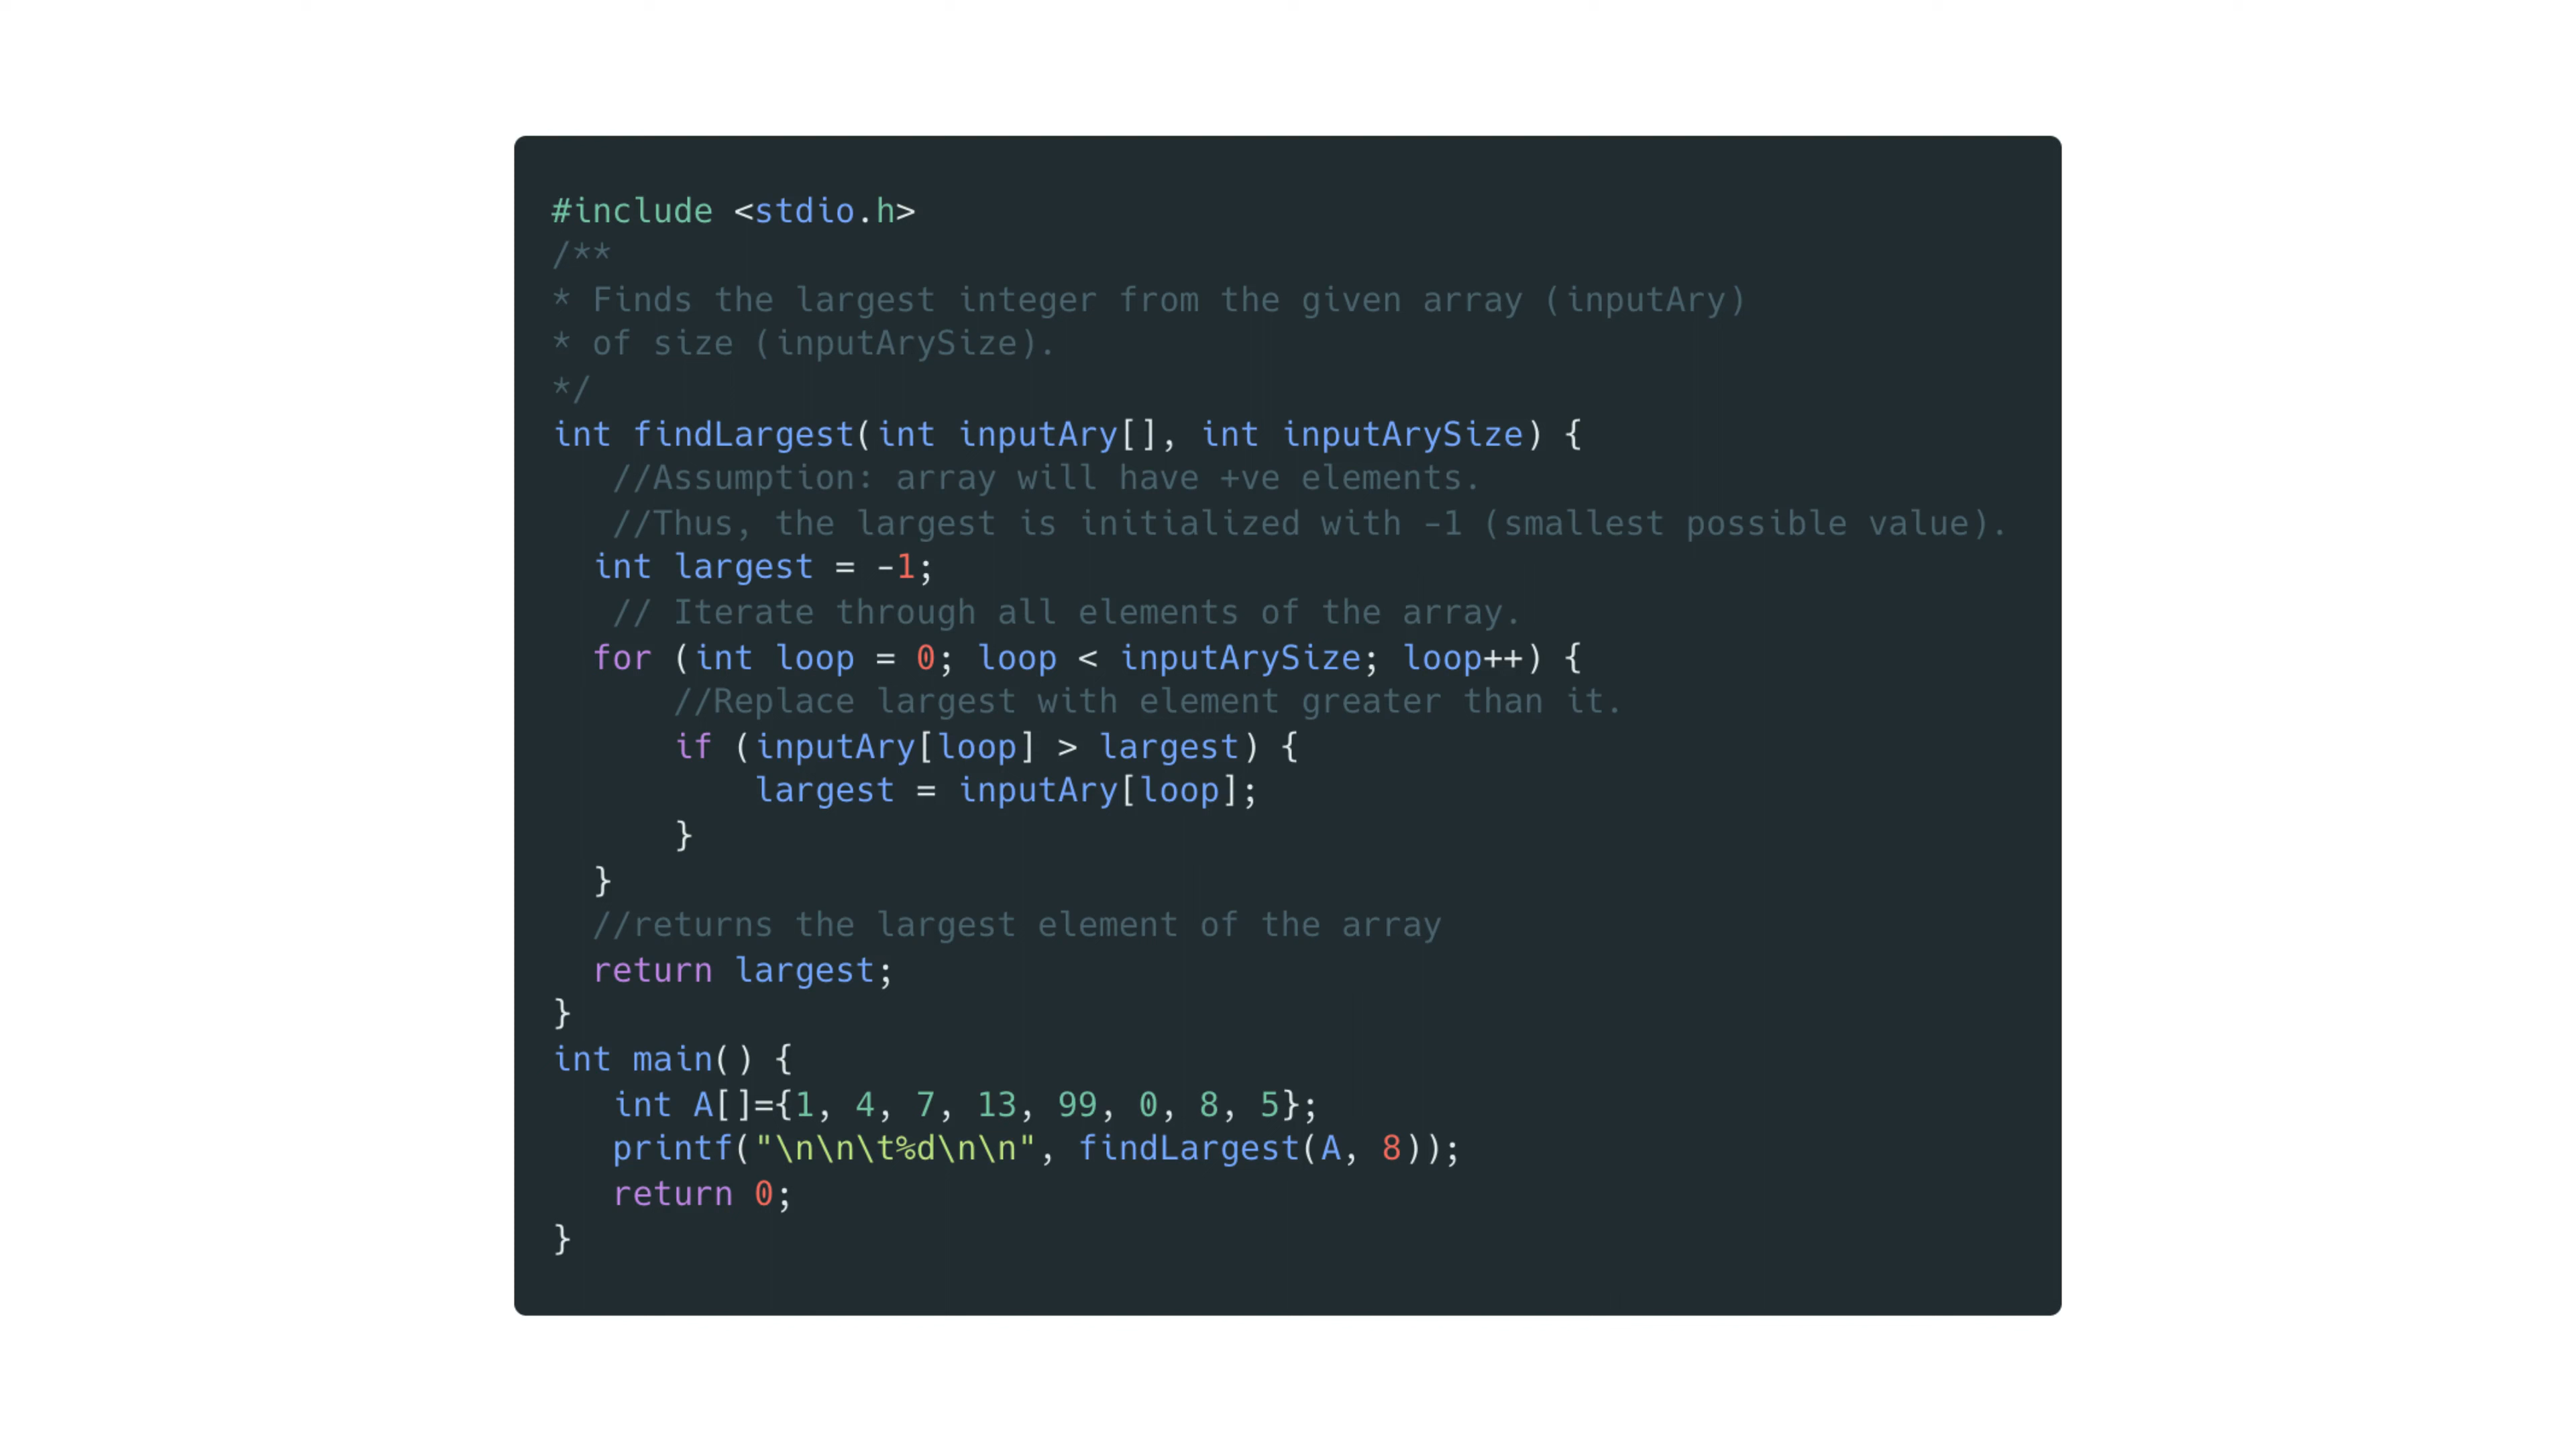 #include <stdio.h>
/**
* Finds the largest integer from the given array (inputAry)
* of size (inputArySize).
*/
int findLargest(int inputAry[], int inputArySize) {
//Assumption: array will have +ve elements.
//Thus, the largest is initialized with -1 (smallest possible value).
int largest = -1;
// Iterate through all elements of the array.
for (int loop = 0; loop < inputArySize; loop++) {
//Replace largest with element greater than it.
if (inputAry[loop] > largest) {
largest = inputAry[loop];
}
}
//returns the largest element of the array
return largest;
}
int main() {
int A[]={1, 4, 7, 13, 99, 0, 8, 5};
printf("\n\n\t%d\n\n", findLargest(A, 8));
return 0;
}